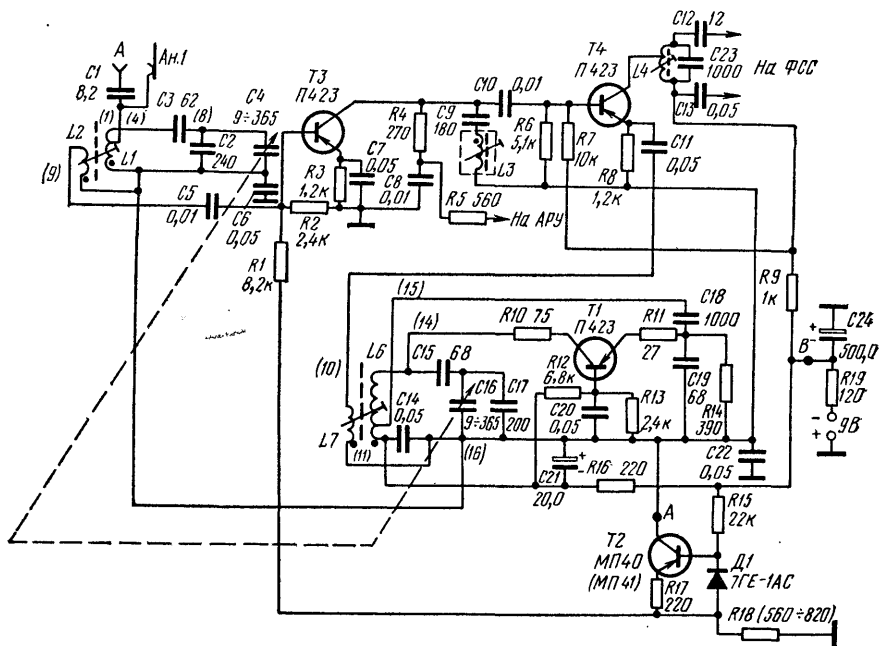 A
Ан.1
C1
8,2
C3 62
(1) (4)
(8)
C4
9÷365
L2
L1
C2
240
(9)
C5
0,01
C6
0,05
R1
8,2к
R2
2,4к
T3
П423
R3
1,2к
C7
0,05
R4
270
C8
0,01
C9
180
L3
R5 560
На АРУ
C10
0,01
R6
5,1к
R7
10к
T4
П423
R8
1,2к
C11
0,05
C12
12
L4
C23
1000
На ФСС
C13
0,05
R9
1к
C24
+
500,0
В-
R19
120
-
+
9В
(15)
(14)
(10)
L6
L7
(11)
(16)
C15
68
C14
0,05
C16
9÷365
C17
200
R10 75
T1
П423
R11
27
C18
1000
R12
6,8к
C20
0,05
R13
2,4к
C19
68
R14
390
C22
0,05
C21
+
-
20,0
R16 220
R15
22к
A
T2
МП40
(МП41)
R17
220
Д1
7ГЕ-1АС
R18 (560÷820)